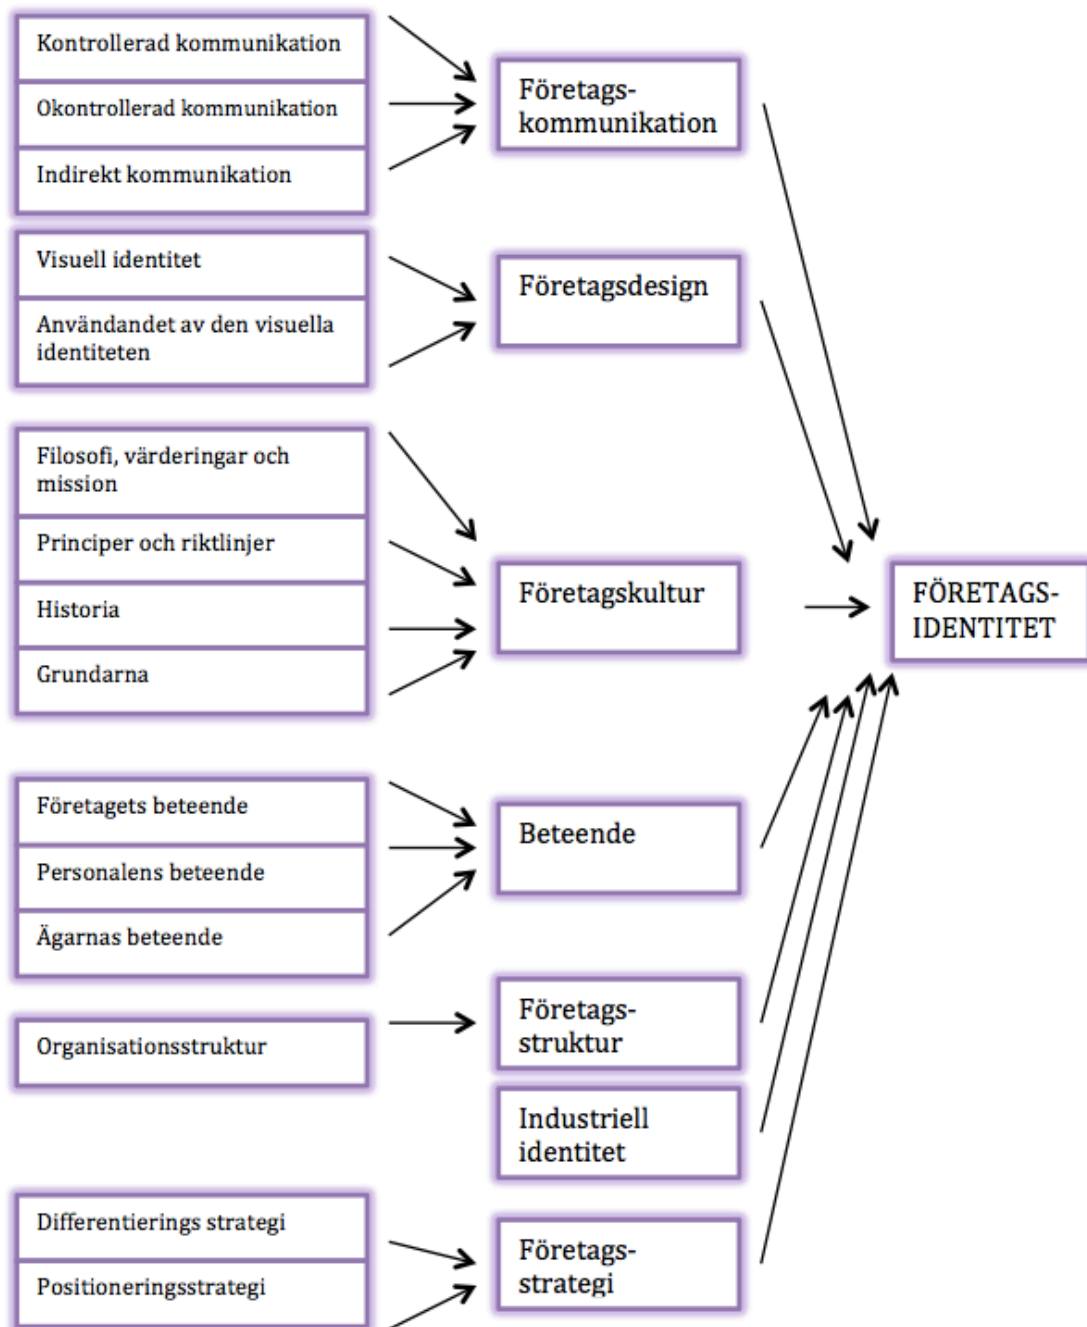 Kontrollerad kommunikation
Okontrollerad kommunikation
Indirekt kommunikation
Företags-
kommunikation
Visuell identitet
Användandet av den visuella
identiteten
Företagsdesign
Filosofi, värderingar och
mission
Principer och riktlinjer
Historia
Grundarna
Företagskultur
FÖRETAGS-
IDENTITET
Företagets beteende
Personalens beteende
Ägarnas beteende
Beteende
Organisationsstruktur
Företags-
struktur
Industriell
identitet
Differentierings strategi
Positioneringsstrategi
Företags-
strategi